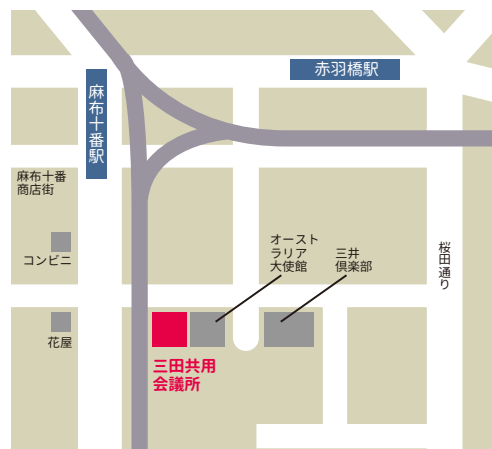 赤羽橋駅
麻布十番駅
麻布十番
商店街
オースト
ラリア
大使館
三井
倶楽部
桜田通り
コンビニ
花屋
三田共用
会議所